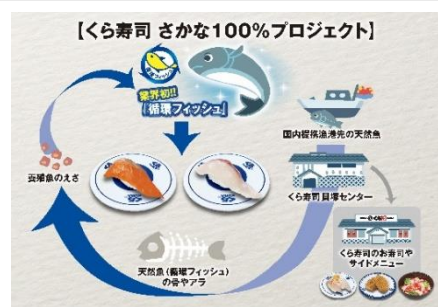 【くら寿司 さかな100%プロジェクト】
業界初!!
『循環フィッシュ』
国内提携漁港先の天然魚
くら寿司 貝塚センター
養殖魚のえさ
くら寿司のお寿司や
サイドメニュー
天然魚(循環フィッシュ)
の骨やアラ